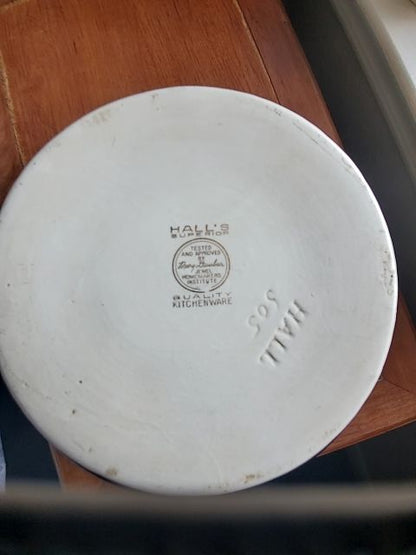 HALL'S
SUPERIOR
TESTED
AND APPROVED
BY
Mary Dunbar
JEWEL
HOMEMAKERS
INSTITUTE
QUALITY
KITCHENWARE
HALL
505